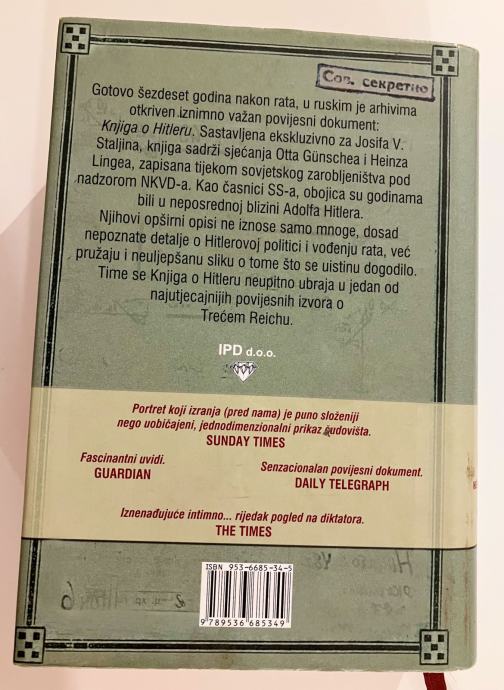 Сов. секретно
Gotovo šezdeset godina nakon rata, u ruskim je arhivima
otkriven iznimno važan povijesni dokument:
Knjiga o Hitleru. Sastavljena ekskluzivno za Josifa V.
Staljina, knjiga sadrži sjećanja Otta Günschea i Heinza
Lingea, zapisana tijekom sovjetskog zarobljeništva pod
nadzorom NKVD-a. Kao časnici SS-a, obojica su godinama
bili u neposrednoj blizini Adolfa Hitlera.
Njihovi opširni opisi ne iznose samo mnoge, dosad
nepoznate detalje o Hitlerovoj politici i vođenju rata, već
pružaju i neuljepšanu sliku o tome što se uistinu dogodilo.
Time se Knjiga o Hitleru neupitno ubraja u jedan od
najutjecajnijih povijesnih izvora o
Trećem Reichu.
IPD d.o.o.
Portret koji izranja (pred nama) je puno složeniji
nego uobičajeni, jednodimenzionalni prikaz čudovišta.
SUNDAY TIMES
Fascinantni uvidi.
GUARDIAN
Senzacionalan povijesni dokument.
DAILY TELEGRAPH
Iznenađujuće intimno... rijedak pogled na diktatora.
THE TIMES
ISBN 953-6685-34-5
9 789536 685349